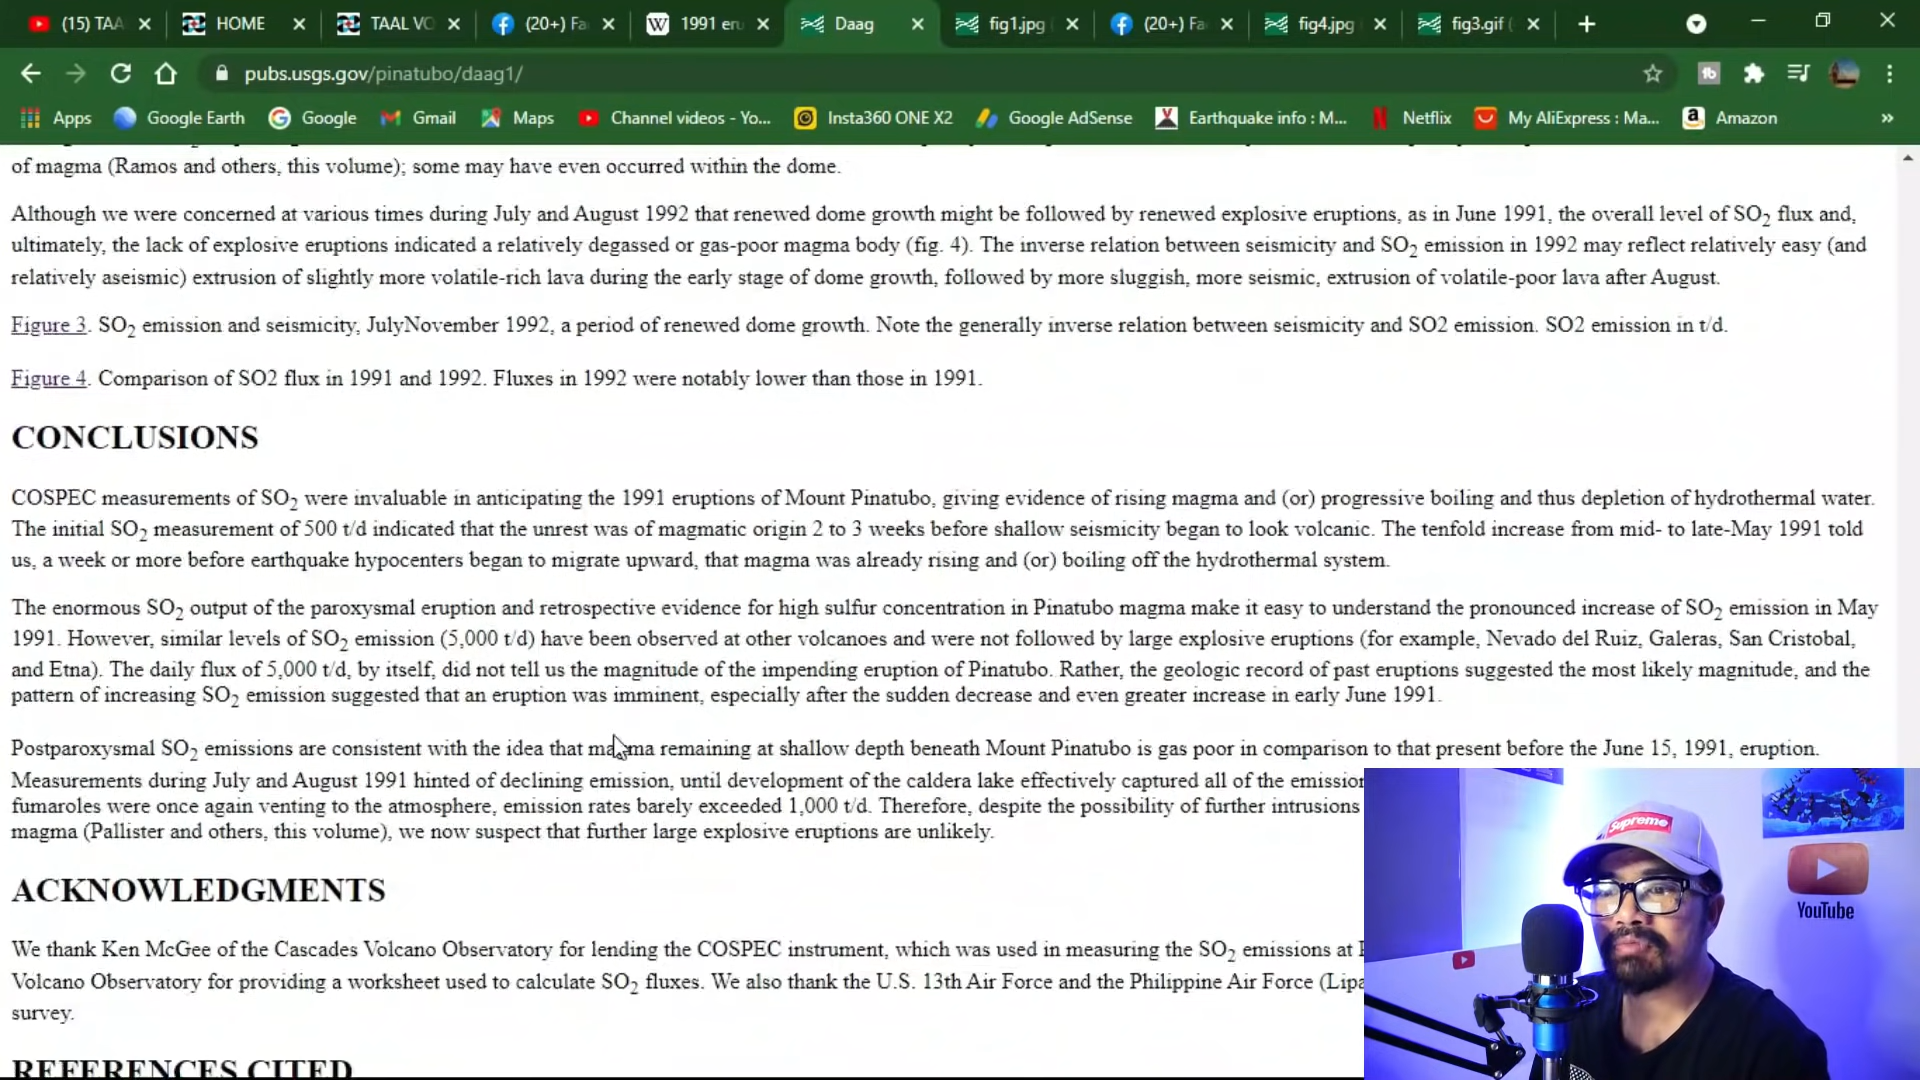 (15) TAA
HOME
TAAL VO
(20+) Fa
1991 eru
Daag
fig1.jpg
(20+) Fa
fig4.jpg
fig3.gif
pubs.usgs.gov/pinatubo/daag1/
Apps
Google Earth
Google
Gmail
Maps
Channel videos - Yo...
Insta360 ONE X2
Google AdSense
Earthquake info : M...
Netflix
My AliExpress : Ma...
Amazon
of magma (Ramos and others, this volume); some may have even occurred within the dome.
Although we were concerned at various times during July and August 1992 that renewed dome growth might be followed by renewed explosive eruptions, as in June 1991, the overall level of SO2 flux and,
ultimately, the lack of explosive eruptions indicated a relatively degassed or gas-poor magma body (fig. 4). The inverse relation between seismicity and SO2 emission in 1992 may reflect relatively easy (and
relatively aseismic) extrusion of slightly more volatile-rich lava during the early stage of dome growth, followed by more sluggish, more seismic, extrusion of volatile-poor lava after August.
Figure 3. SO2 emission and seismicity, JulyNovember 1992, a period of renewed dome growth. Note the generally inverse relation between seismicity and SO2 emission. SO2 emission in t/d.
Figure 4. Comparison of SO2 flux in 1991 and 1992. Fluxes in 1992 were notably lower than those in 1991.
CONCLUSIONS
COSPEC measurements of SO2 were invaluable in anticipating the 1991 eruptions of Mount Pinatubo, giving evidence of rising magma and (or) progressive boiling and thus depletion of hydrothermal water.
The initial SO2 measurement of 500 t/d indicated that the unrest was of magmatic origin 2 to 3 weeks before shallow seismicity began to look volcanic. The tenfold increase from mid- to late-May 1991 told
us, a week or more before earthquake hypocenters began to migrate upward, that magma was already rising and (or) boiling off the hydrothermal system.
The enormous SO2 output of the paroxysmal eruption and retrospective evidence for high sulfur concentration in Pinatubo magma make it easy to understand the pronounced increase of SO2 emission in May
1991. However, similar levels of SO2 emission (5,000 t/d) have been observed at other volcanoes and were not followed by large explosive eruptions (for example, Nevado del Ruiz, Galeras, San Cristobal,
and Etna). The daily flux of 5,000 t/d, by itself, did not tell us the magnitude of the impending eruption of Pinatubo. Rather, the geologic record of past eruptions suggested the most likely magnitude, and the
pattern of increasing SO2 emission suggested that an eruption was imminent, especially after the sudden decrease and even greater increase in early June 1991.
Postparoxysmal SO2 emissions are consistent with the idea that magma remaining at shallow depth beneath Mount Pinatubo is gas poor in comparison to that present before the June 15, 1991, eruption.
Measurements during July and August 1991 hinted of declining emission, until development of the caldera lake effectively captured all of the emission
fumaroles were once again venting to the atmosphere, emission rates barely exceeded 1,000 t/d. Therefore, despite the possibility of further intrusions
magma (Pallister and others, this volume), we now suspect that further large explosive eruptions are unlikely.
ACKNOWLEDGMENTS
We thank Ken McGee of the Cascades Volcano Observatory for lending the COSPEC instrument, which was used in measuring the SO2 emissions at
Volcano Observatory for providing a worksheet used to calculate SO2 fluxes. We also thank the U.S. 13th Air Force and the Philippine Air Force (Lipa
survey.
REFERENCES CITED
Supreme
YouTube